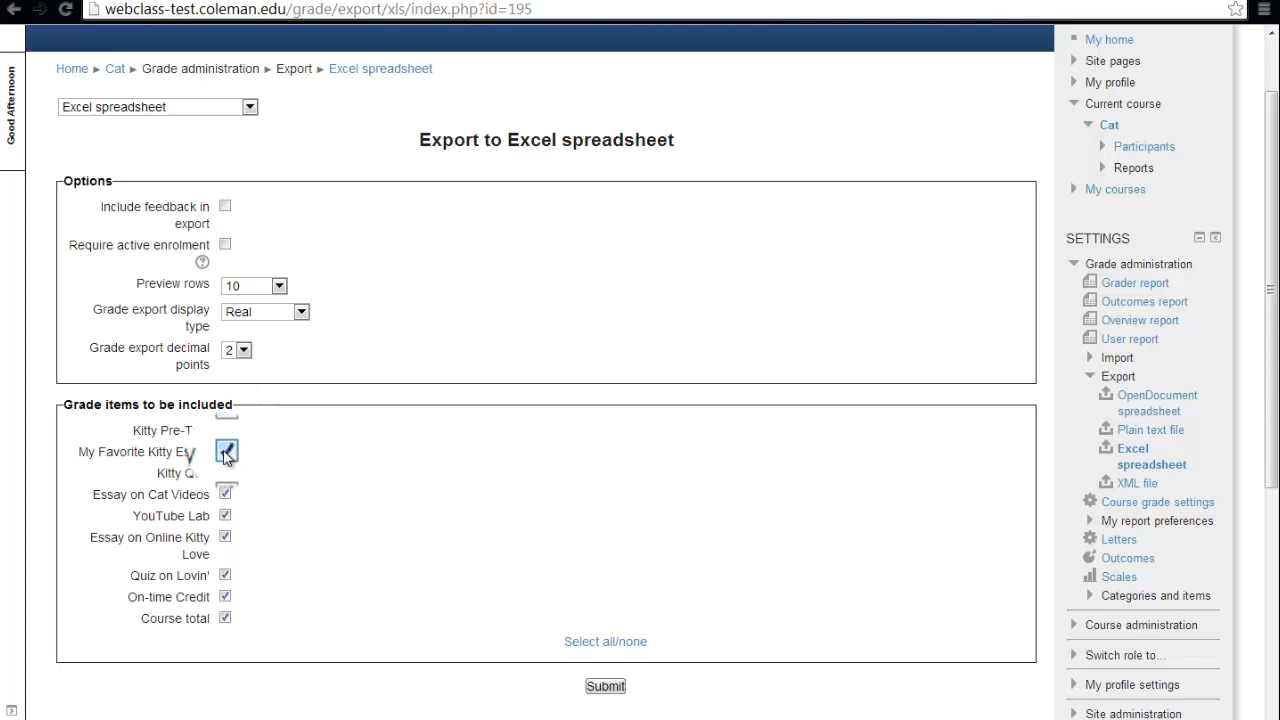 webclass-test.coleman.edu/grade/export/xls/index.php?id=195
Good Afternoon
Home ► Cat ► Grade administration ► Export ► Excel spreadsheet
Excel spreadsheet
Export to Excel spreadsheet
Options
Include feedback in
export
Require active enrolment
Preview rows 10
Grade export display
type Real
Grade export decimal
points 2
Grade items to be included
Kitty Pre-T
My Favorite Kitty
Kitty
Essay on Cat Videos
YouTube Lab
Essay on Online Kitty
Love
Quiz on Lovin'
On-time Credit
Course total
Select all/none
Submit
My home
Site pages
My profile
Current course
Cat
Participants
Reports
My courses
SETTINGS
Grade administration
Grader report
Outcomes report
Overview report
User report
Import
Export
OpenDocument
spreadsheet
Plain text file
Excel
spreadsheet
XML file
Course grade settings
My report preferences
Letters
Outcomes
Scales
Categories and items
Course administration
Switch role to...
My profile settings
Site administration